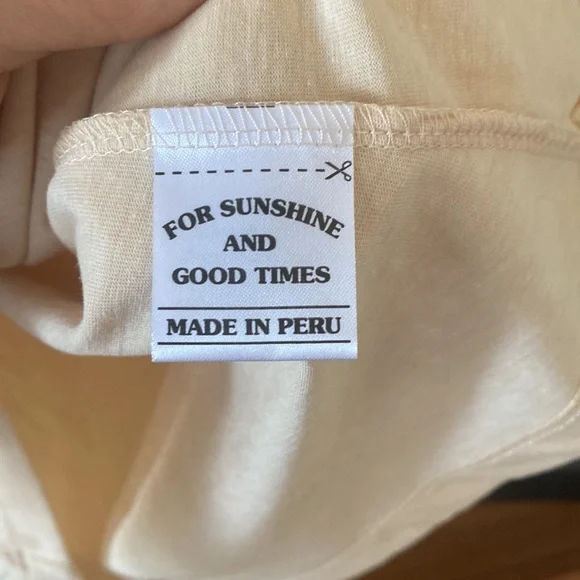 FOR SUNSHINE
AND
GOOD TIMES
MADE IN PERU